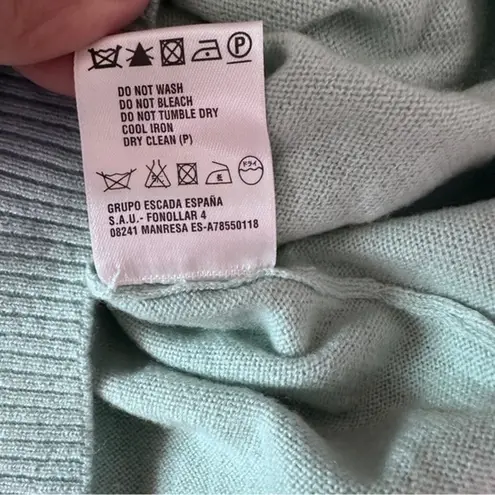 P
DO NOT WASH
DO NOT BLEACH
DO NOT TUMBLE DRY
COOL IRON
DRY CLEAN (P)
ドライ
GRUPO ESCADA ESPAÑA
S.A.U.- FONOLLAR 4
08241 MANRESA ES-A78550118